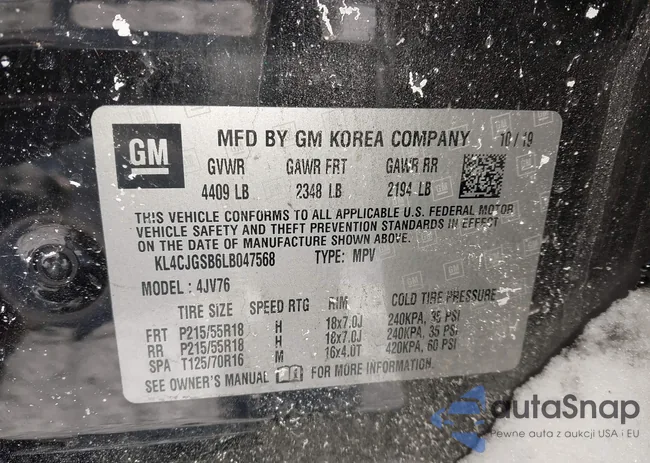 GM
MFD BY GM KOREA COMPANY 10/19
GVWR GAWR FRT GAWR RR
4409 LB 2348 LB 2194 LB
THIS VEHICLE CONFORMS TO ALL APPLICABLE U.S. FEDERAL MOTOR
VEHICLE SAFETY AND THEFT PREVENTION STANDARDS IN EFFECT
ON THE DATE OF MANUFACTURE SHOWN ABOVE.
KL4CJGSB6LB047568 TYPE: MPV
MODEL: 4JV76
TIRE SIZE SPEED RTG RIM COLD TIRE PRESSURE
FRT P215/55R18 H 18x7.0J 240KPA, 35 PSI
RR P215/55R18 H 18x7.0J 240KPA, 35 PSI
SPA T125/70R16 M 16x4.0T 420KPA, 60 PSI
SEE OWNER'S MANUAL FOR MORE INFORMATION.
autaSnap
Pewne auta z aukcji USA i EU